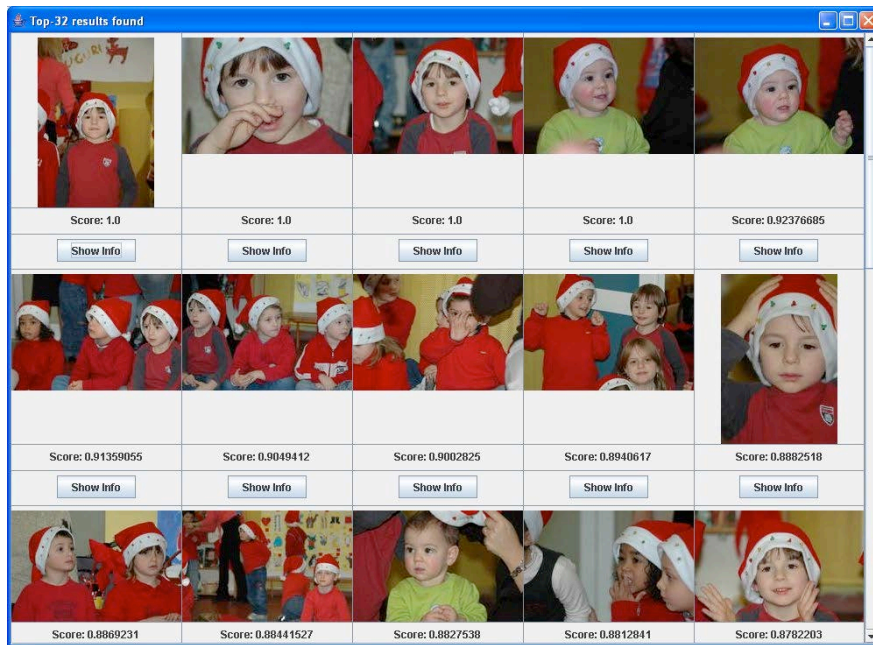 Top-32 results found
UGURI
Score: 1.0
Score: 1.0
Score: 1.0
Score: 1.0
Score: 0.92376685
Show Info
Show Info
Show Info
Show Info
Show Info
Score: 0.91359055
Score: 0.9049412
Score: 0.9002825
Score: 0.8940617
Score: 0.8882518
Show Info
Show Info
Show Info
Show Info
Show Info
Score: 0.8869231
Score: 0.88441527
Score: 0.8827538
Score: 0.8812841
Score: 0.8782203